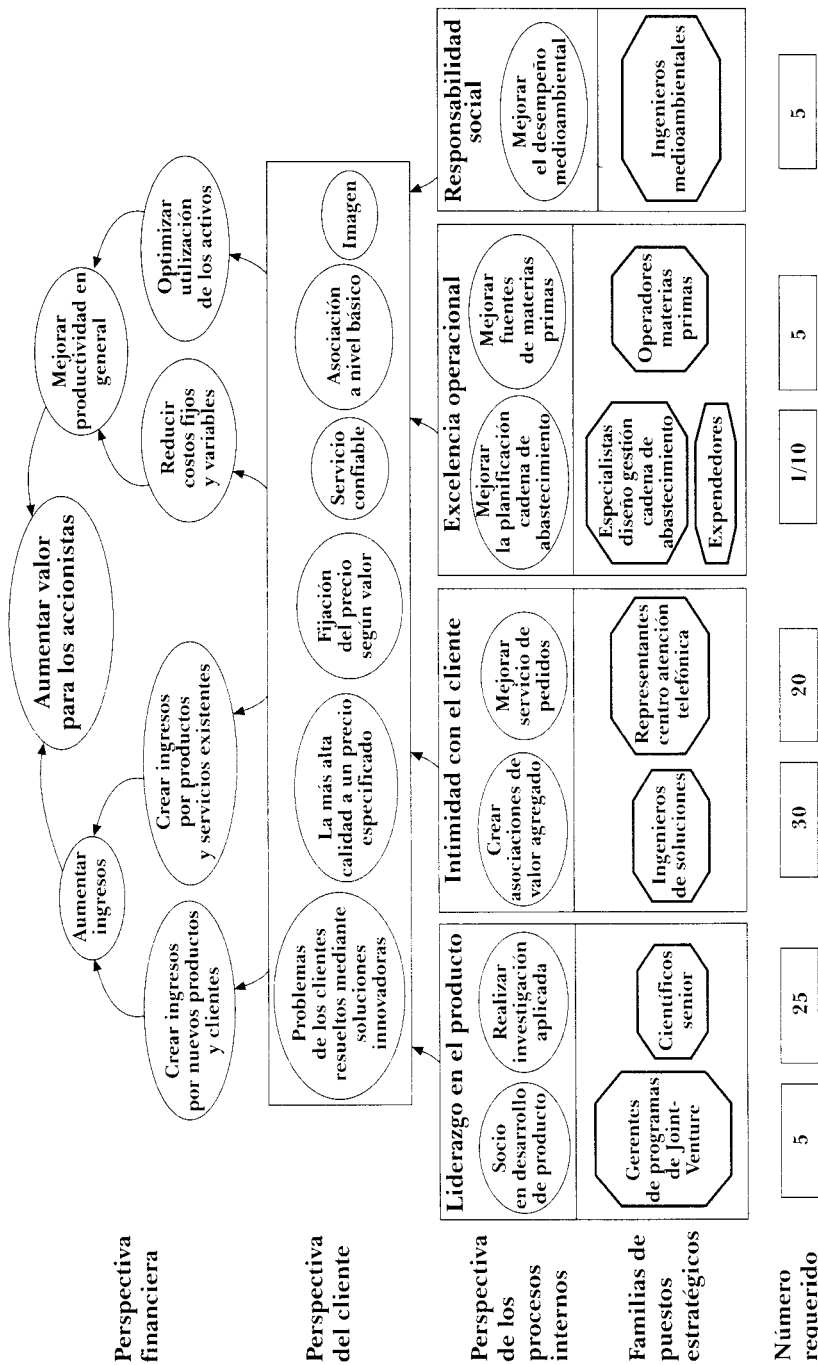 Perspectiva
financiera
Aumentar valor
para los accionistas
Aumentar
ingresos
Mejorar
productividad en
general
Crear ingresos
por nuevos productos
y clientes
Crear ingresos
por productos
y servicios existentes
Reducir
costos fijos
y variables
Optimizar
utilización
de los activos
Perspectiva
del cliente
Problemas
de los clientes
resueltos mediante
soluciones
innovadoras
La más alta
calidad a un precio
especificado
Fijación
del precio
según valor
Servicio
confiable
Asociación
a nivel básico
Imagen
Perspectiva
de los
procesos
internos
Liderazgo en el producto
Socio
en desarrollo
de producto
Realizar
investigación
aplicada
Intimidad con el cliente
Crear
asociaciones de
valor agregado
Mejorar
servicio de
pedidos
Excelencia operacional
Mejorar
la planificación
cadena de
abastecimiento
Mejorar
fuentes
de materias
primas
Responsabilidad
social
Mejorar
el desempeño
medioambiental
Familias de
puestos
estratégicos
Gerentes
de programas
de Joint-
Venture
Científicos
senior
Ingenieros
de soluciones
Representantes
centro atención
telefónica
Especialistas
diseño gestión
cadena de
abastecimiento
Expendedores
Operadores
materias
primas
Ingenieros
medioambientales
Número
requerido
5
25
30
20
1/10
5
5